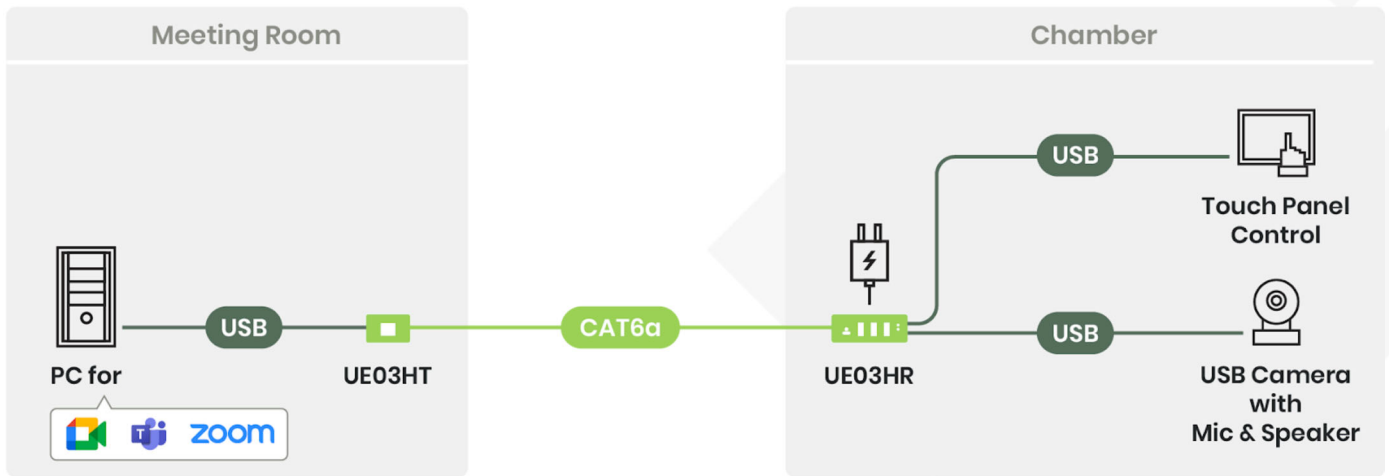 Meeting Room
Chamber
USB
Touch Panel
Control
USB
CAT6a
USB
PC for
UE03HT
UE03HR
USB Camera
with
Mic & Speaker
T
zoom